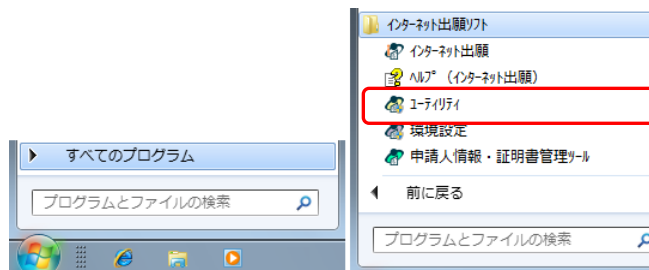 すべてのプログラム
プログラムとファイルの検索
インターネット出願ソフト
インターネット出願
ヘルプ (インターネット出願)
ユーティリティ
環境設定
申請人情報・証明書管理ツール
前に戻る
プログラムとファイルの検索